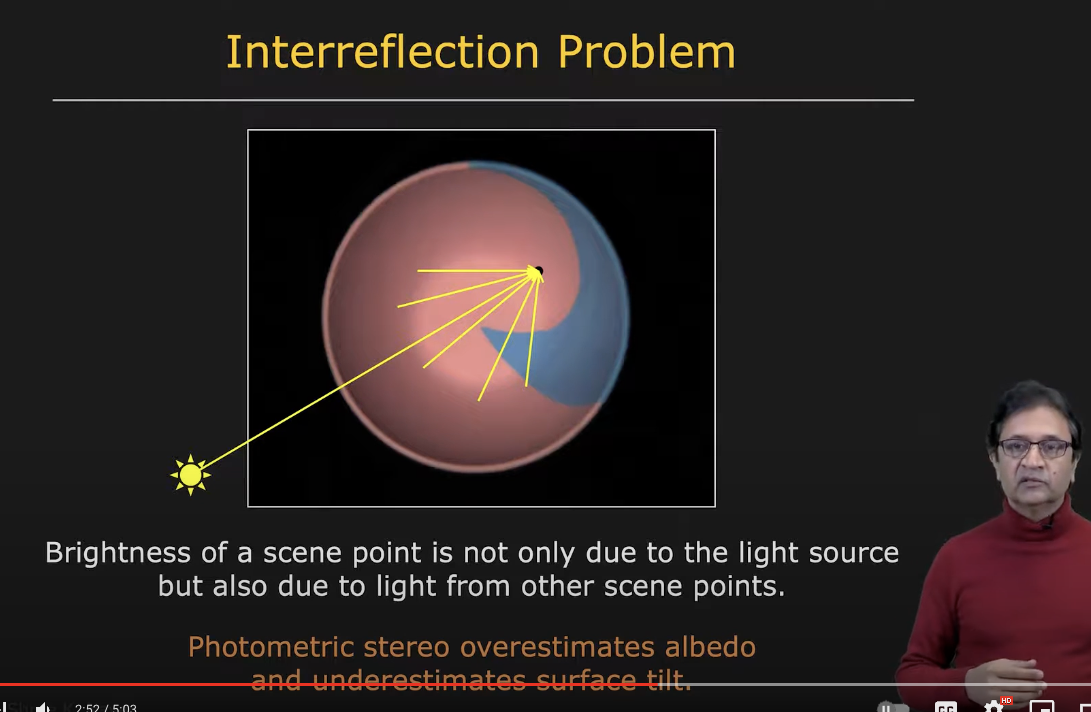 Interreflection Problem
Brightness of a scene point is not only due to the light source
but also due to light from other scene points.
Photometric stereo overestimates albedo
and underestimates surface tilt.
2:52 / 5:03
CC
HD